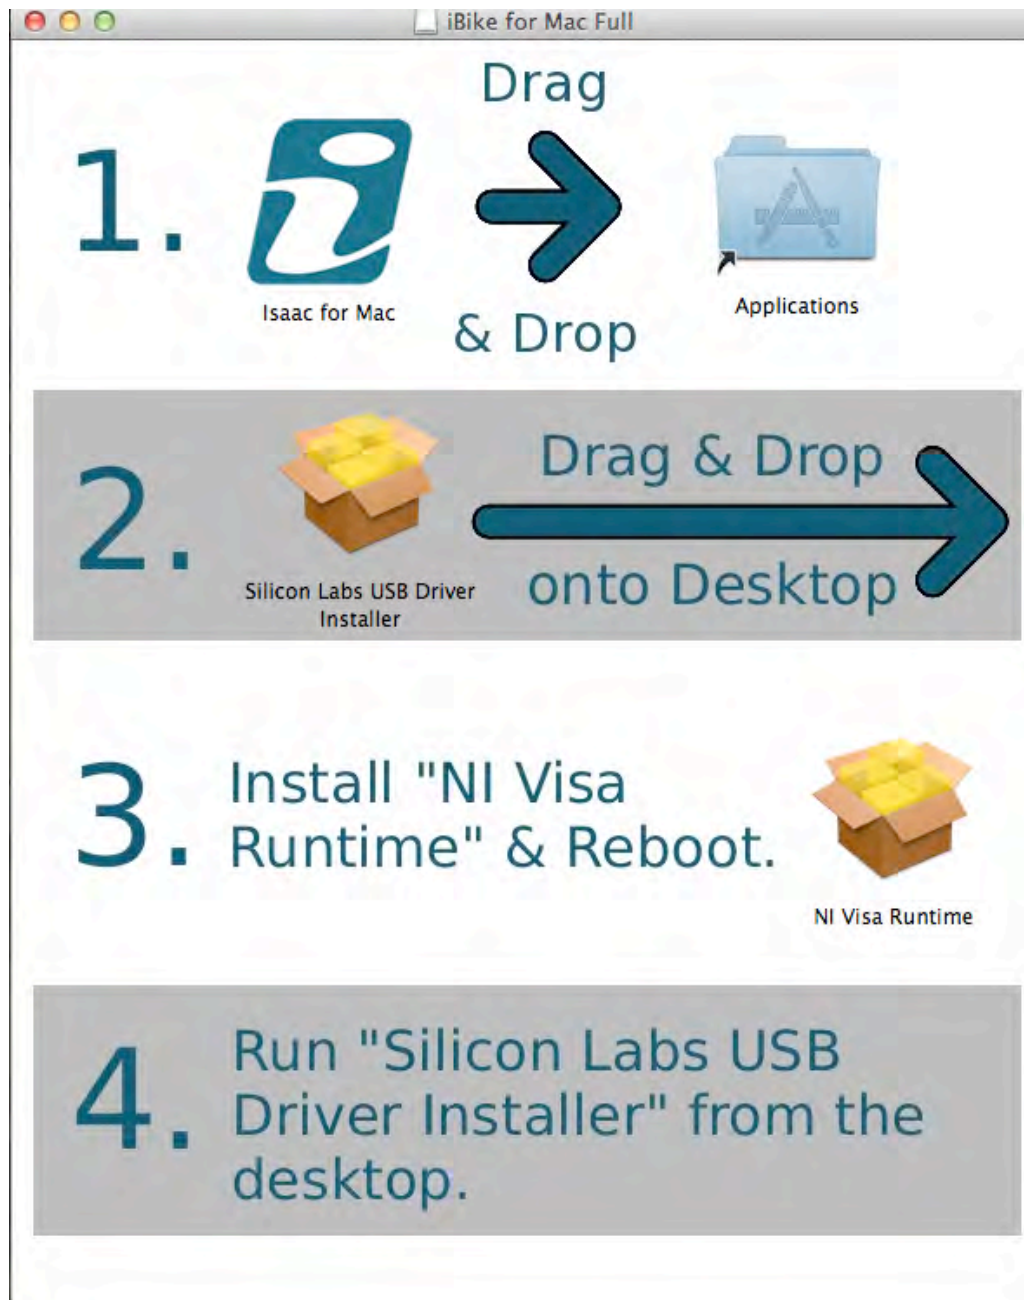 iBike for Mac Full
Drag
1.
Isaac for Mac
Applications
& Drop
2.
Drag & Drop
onto Desktop
Silicon Labs USB Driver
Installer
3.
Install "NI Visa
Runtime" & Reboot.
NI Visa Runtime
4.
Run "Silicon Labs USB
Driver Installer" from the
desktop.